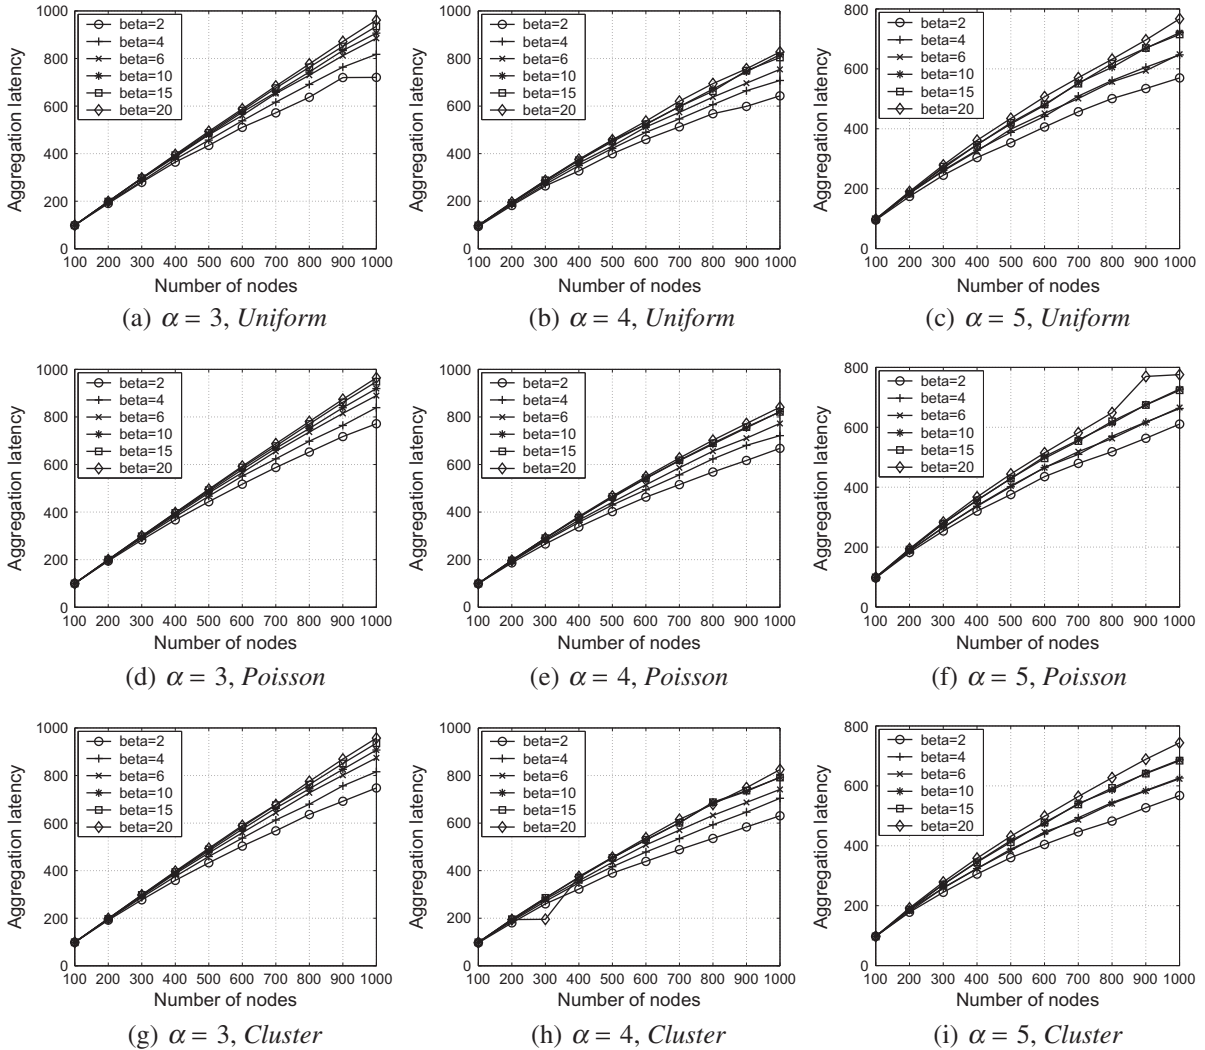 1000
800
600
400
200
0
Aggregation latency
beta=2
beta=4
beta=6
beta=10
beta=15
beta=20
100 200 300 400 500 600 700 800 900 1000
Number of nodes
(a) α = 3, Uniform
1000
800
600
400
200
0
Aggregation latency
beta=2
beta=4
beta=6
beta=10
beta=15
beta=20
100 200 300 400 500 600 700 800 900 1000
Number of nodes
(b) α = 4, Uniform
800
600
400
200
0
Aggregation latency
beta=2
beta=4
beta=6
beta=10
beta=15
beta=20
100 200 300 400 500 600 700 800 900 1000
Number of nodes
(c) α = 5, Uniform
1000
800
600
400
200
0
Aggregation latency
beta=2
beta=4
beta=6
beta=10
beta=15
beta=20
100 200 300 400 500 600 700 800 900 1000
Number of nodes
(d) α = 3, Poisson
1000
800
600
400
200
0
Aggregation latency
beta=2
beta=4
beta=6
beta=10
beta=15
beta=20
100 200 300 400 500 600 700 800 900 1000
Number of nodes
(e) α = 4, Poisson
800
600
400
200
0
Aggregation latency
beta=2
beta=4
beta=6
beta=10
beta=15
beta=20
100 200 300 400 500 600 700 800 900 1000
Number of nodes
(f) α = 5, Poisson
1000
800
600
400
200
0
Aggregation latency
beta=2
beta=4
beta=6
beta=10
beta=15
beta=20
100 200 300 400 500 600 700 800 900 1000
Number of nodes
(g) α = 3, Cluster
1000
800
600
400
200
0
Aggregation latency
beta=2
beta=4
beta=6
beta=10
beta=15
beta=20
100 200 300 400 500 600 700 800 900 1000
Number of nodes
(h) α = 4, Cluster
800
600
400
200
0
Aggregation latency
beta=2
beta=4
beta=6
beta=10
beta=15
beta=20
100 200 300 400 500 600 700 800 900 1000
Number of nodes
(i) α = 5, Cluster